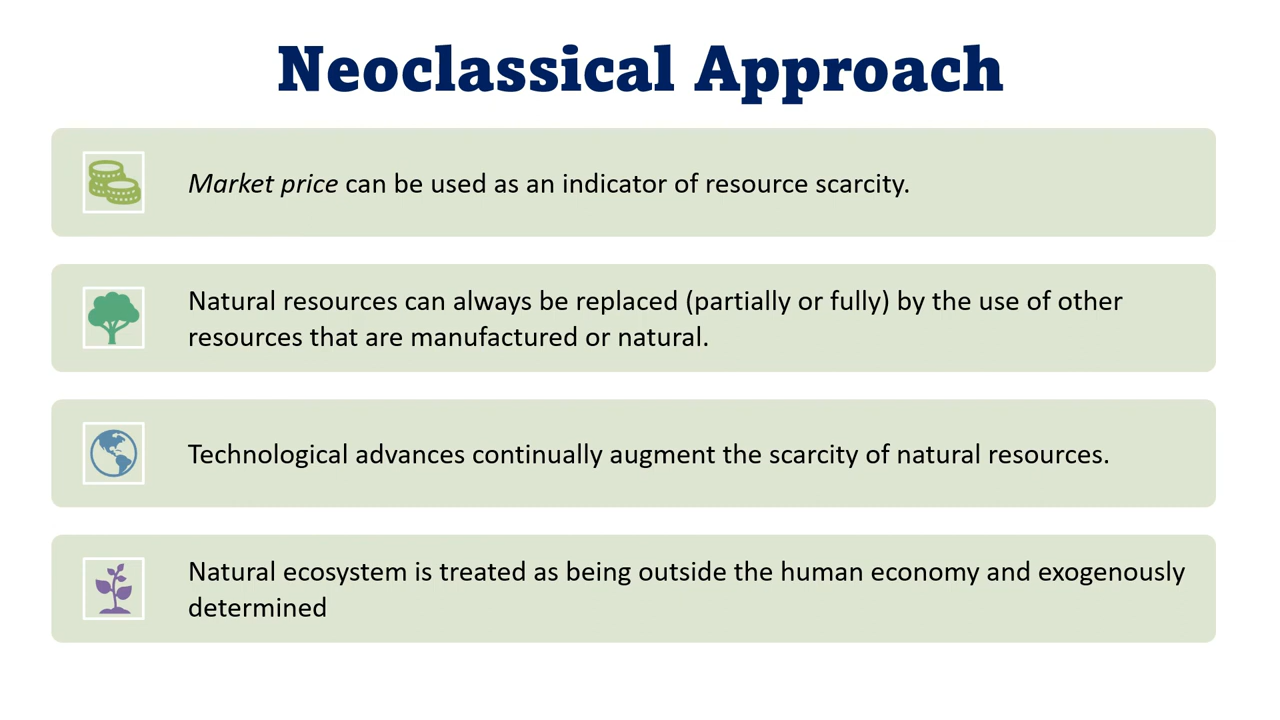 Neoclassical Approach
Market price can be used as an indicator of resource scarcity.
Natural resources can always be replaced (partially or fully) by the use of other
resources that are manufactured or natural.
Technological advances continually augment the scarcity of natural resources.
Natural ecosystem is treated as being outside the human economy and exogenously
determined